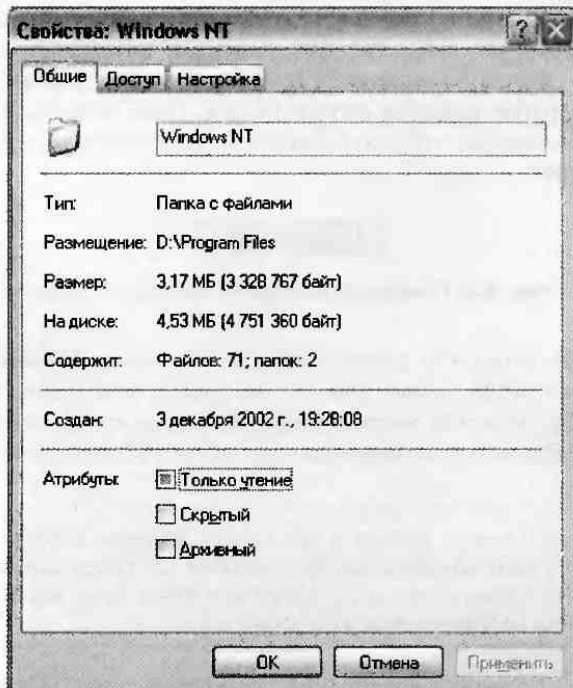 Свойства: Windows NT
Общие Доступ Настройка
Windows NT
Тип: Папка с файлами
Размещение: D:\Program Files
Размер: 3,17 МБ (3 328 767 байт)
На диске: 4,53 МБ (4 751 360 байт)
Содержит: Файлов: 71; папок: 2
Создан: 3 декабря 2002 г., 19:28:08
Атрибуты: Только чтение
Скрытый
Архивный
ОК Отмена Применить